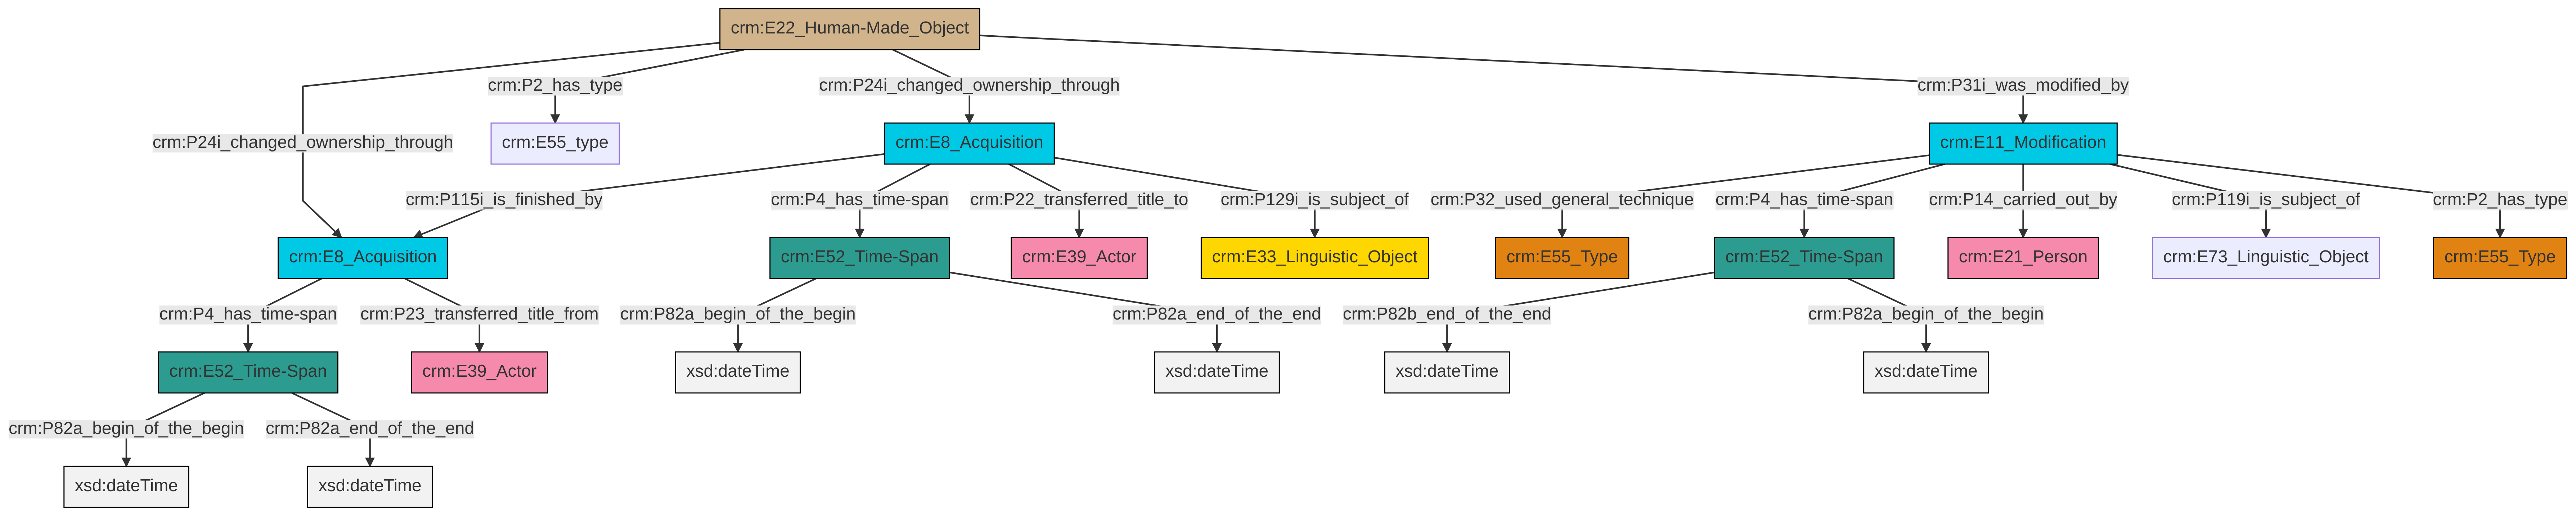 crm:E22_Human-Made_Object
crm:P2_has_type
crm:P24i_changed_ownership_through
crm:P31i_was_modified_by
crm:P24i_changed_ownership_through
crm:E55_type
crm:E8_Acquisition
crm:E11_Modification
crm:P115i_is_finished_by
crm:P4_has_time-span
crm:P22_transferred_title_to
crm:P129i_is_subject_of
crm:P32_used_general_technique
crm:P4_has_time-span
crm:P14_carried_out_by
crm:P119i_is_subject_of
crm:P2_has_type
crm:E8_Acquisition
crm:E52_Time-Span
crm:E39_Actor
crm:E33_Linguistic_Object
crm:E55_Type
crm:E52_Time-Span
crm:E21_Person
crm:E73_Linguistic_Object
crm:E55_Type
crm:P4_has_time-span
crm:P23_transferred_title_from
crm:P82a_begin_of_the_begin
crm:P82a_end_of_the_end
crm:P82b_end_of_the_end
crm:P82a_begin_of_the_begin
crm:E52_Time-Span
crm:E39_Actor
xsd:dateTime
xsd:dateTime
xsd:dateTime
xsd:dateTime
crm:P82a_begin_of_the_begin
crm:P82a_end_of_the_end
xsd:dateTime
xsd:dateTime